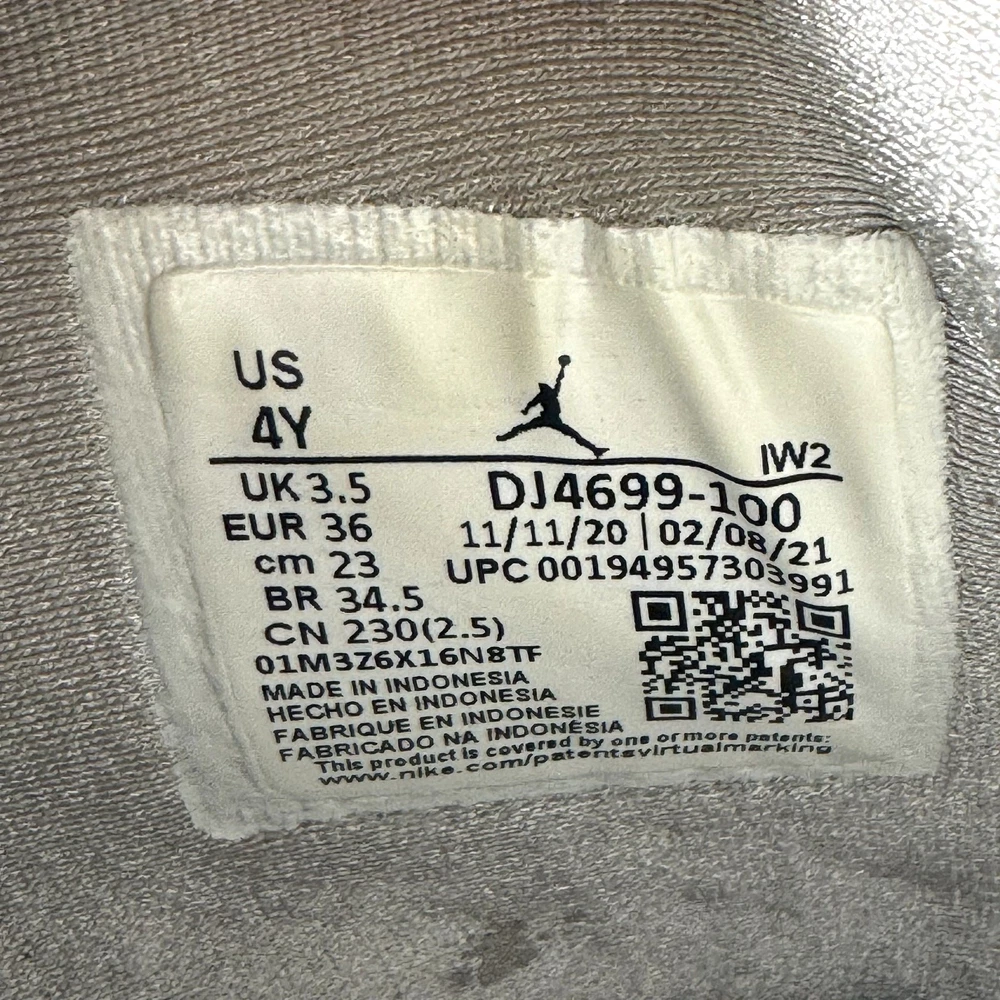 US
4Y
IW2
UK 3.5
DJ4699-100
EUR 36
11/11/20 | 02/08/21
cm 23
UPC 00194957303991
BR 34.5
CN 230(2.5)
01M3Z6X16N8TF
MADE IN INDONESIA
HECHO EN INDONESIA
FABRIQUE EN INDONESIE
FABRICADO NA INDONÉSIA
This product is covered by one or more patents:
www.nike.com/patentsvirtualmarking